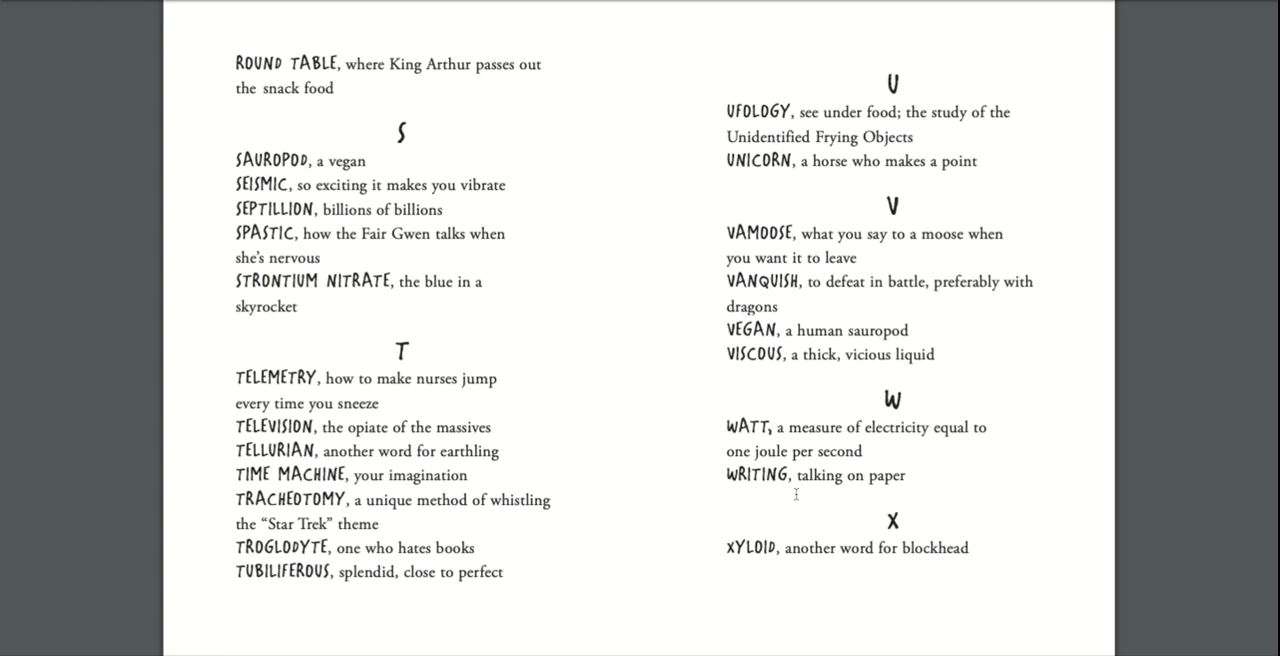 ROUND TABLE, where King Arthur passes out
the snack food
S
SAUROPOD, a vegan
SEISMIC, so exciting it makes you vibrate
SEPTILLION, billions of billions
SPASTIC, how the Fair Gwen talks when
she's nervous
STRONTIUM NITRATE, the blue in a
skyrocket
T
TELEMETRY, how to make nurses jump
every time you sneeze
TELEVISION, the opiate of the massives
TELLURIAN, another word for earthling
TIME MACHINE, your imagination
TRACHEOTOMY, a unique method of whistling
the “Star Trek” theme
TROGLODYTE, one who hates books
TUBILIFEROUS, splendid, close to perfect
U
UFOLOGY, see under food; the study of the
Unidentified Frying Objects
UNICORN, a horse who makes a point
V
VAMOOSE, what you say to a moose when
you want it to leave
VANQUISH, to defeat in battle, preferably with
dragons
VEGAN, a human sauropod
VISCOUS, a thick, vicious liquid
W
WATT, a measure of electricity equal to
one joule per second
WRITING, talking on paper
X
XYLOID, another word for blockhead